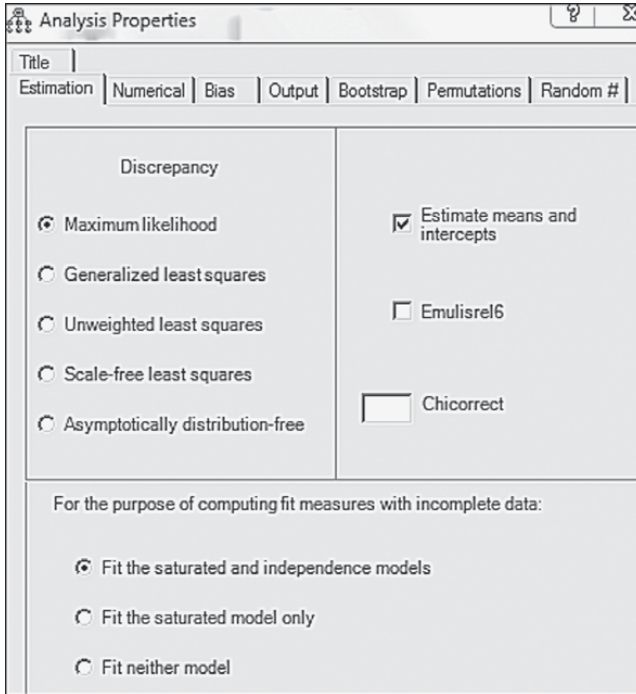 Analysis Properties
Title
Estimation Numerical Bias Output Bootstrap Permutations Random #
Discrepancy
Maximum likelihood
Generalized least squares
Unweighted least squares
Scale-free least squares
Asymptotically distribution-free
Estimate means and
intercepts
Emulisrel6
Chicorrect
For the purpose of computing fit measures with incomplete data:
Fit the saturated and independence models
Fit the saturated model only
Fit neither model